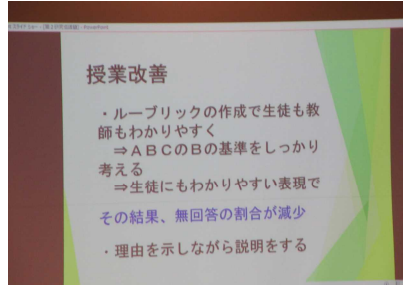 授業改善
・ルーブリックの作成で生徒も教
師もわかりやすく
⇒ABCのBの基準をしっかり
考える
⇒生徒にもわかりやすい表現で
その結果、無回答の割合が減少
・理由を示しながら説明をする